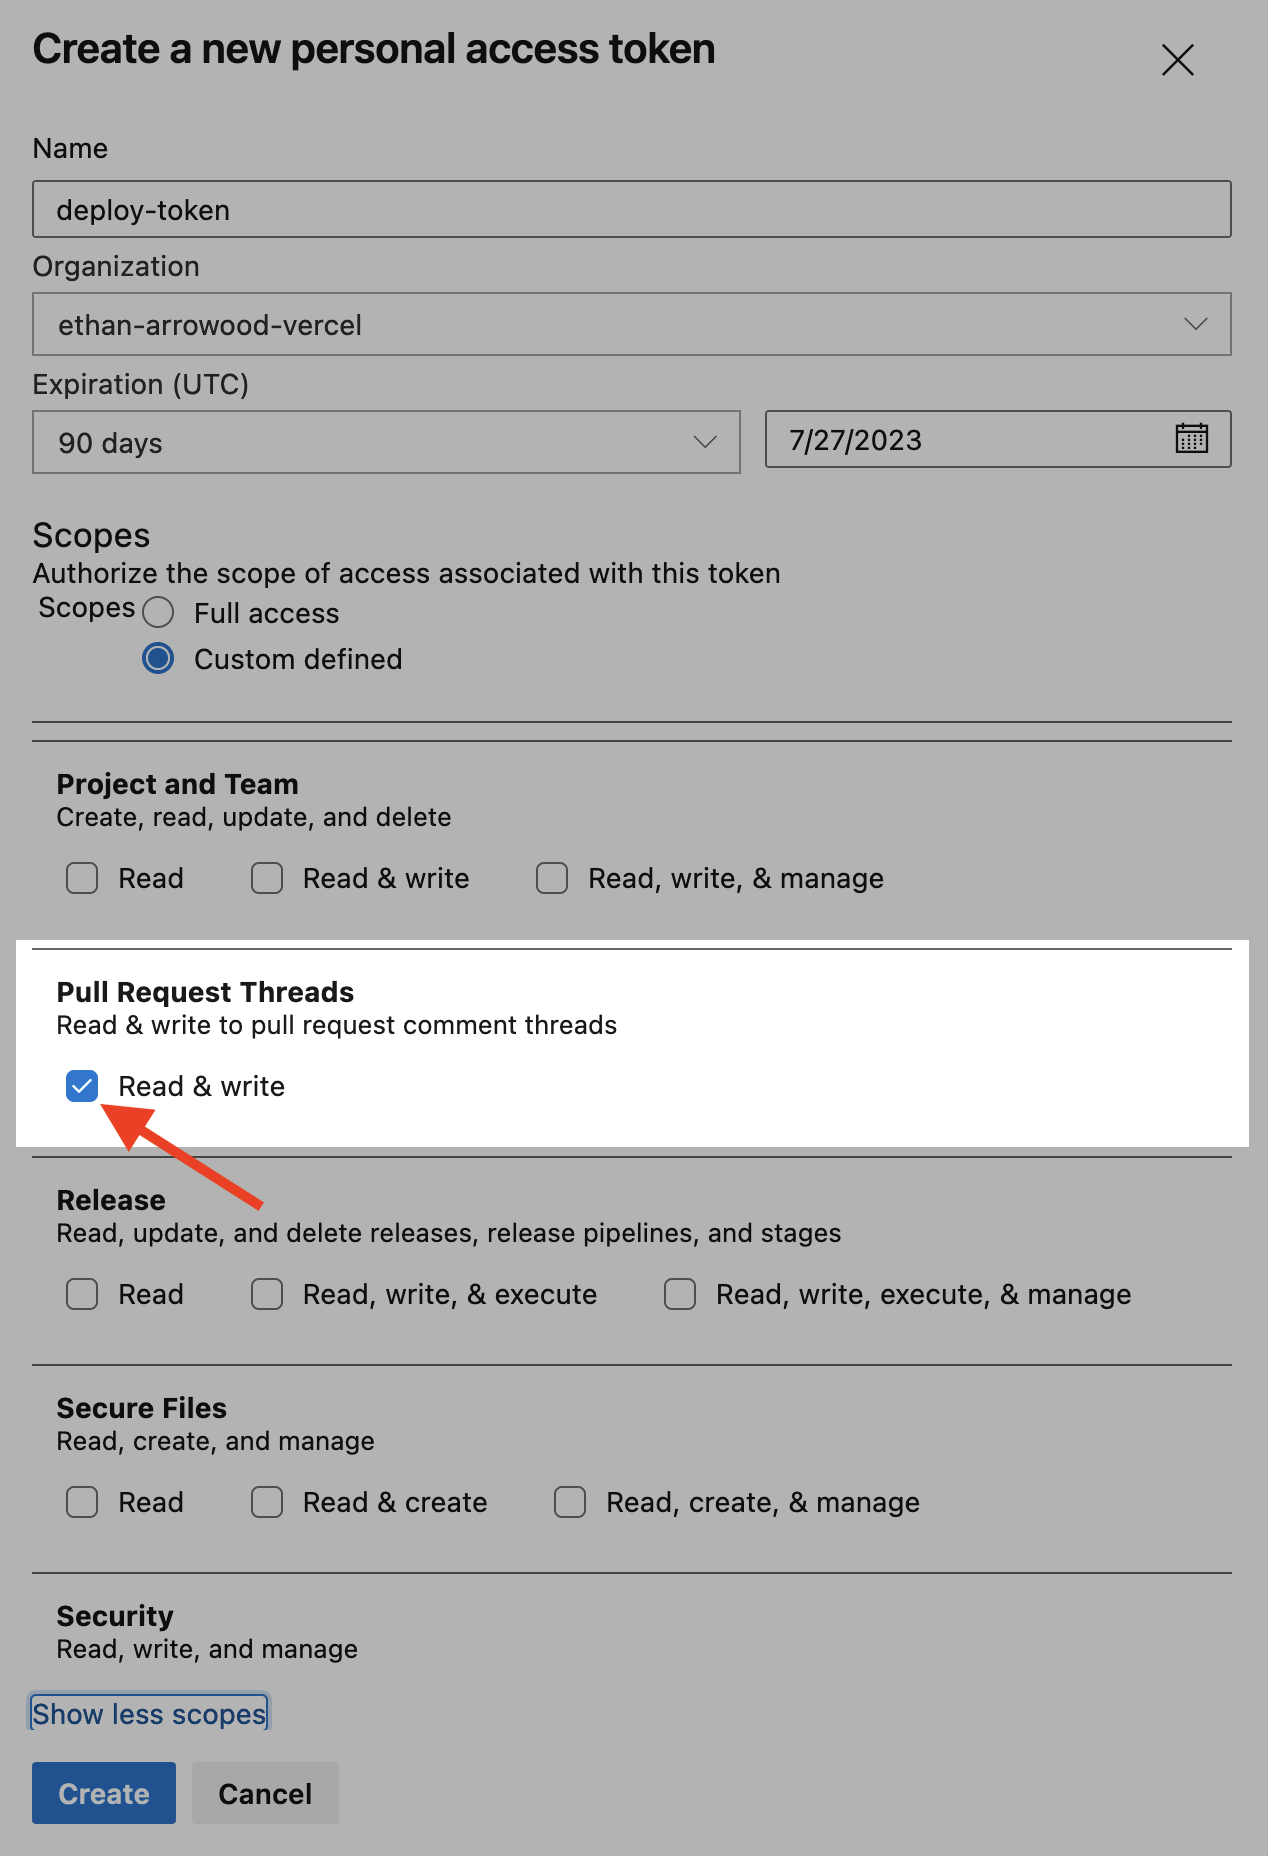 Create a new personal access token
Name
deploy-token
Organization
ethan-arrowood-vercel
Expiration (UTC)
90 days
7/27/2023
Scopes
Authorize the scope of access associated with this token
Scopes
Full access
Custom defined
Project and Team
Create, read, update, and delete
Read
Read & write
Read, write, & manage
Pull Request Threads
Read & write to pull request comment threads
Read & write
Release
Read, update, and delete releases, release pipelines, and stages
Read
Read, write, & execute
Read, write, execute, & manage
Secure Files
Read, create, and manage
Read
Read & create
Read, create, & manage
Security
Read, write, and manage
Show less scopes
Create
Cancel